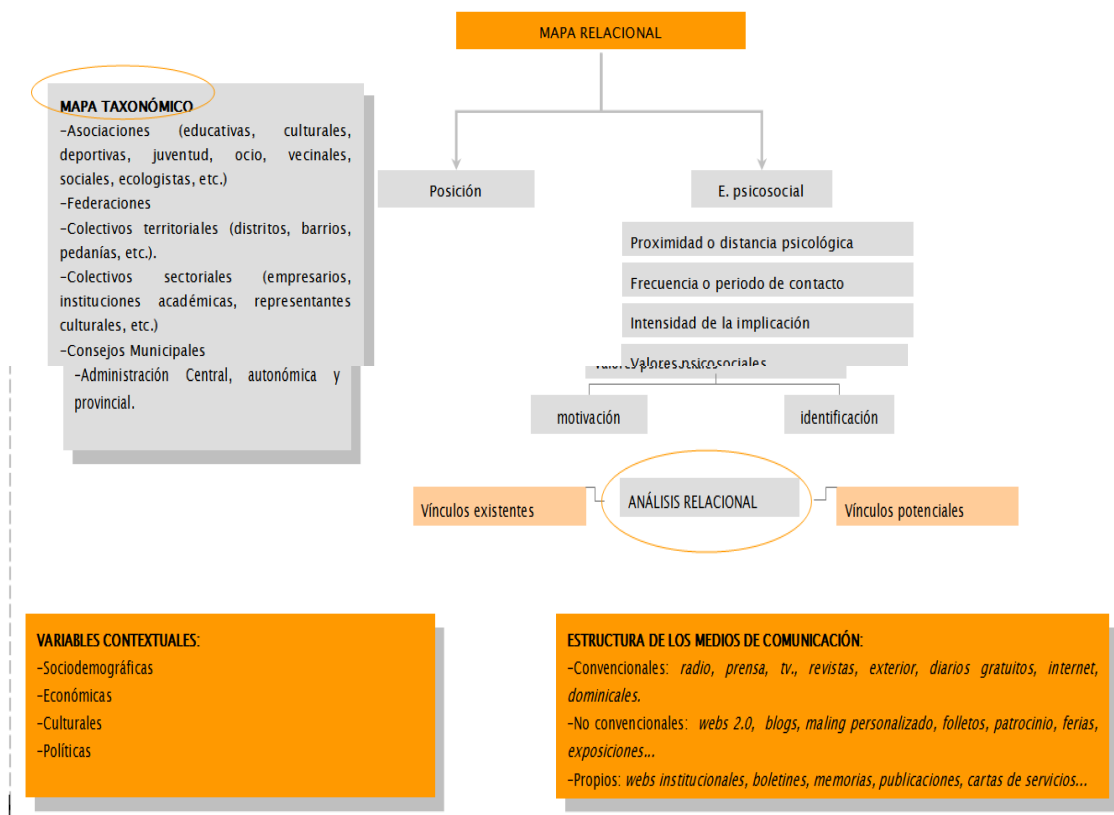 MAPA RELACIONAL
MAPA TAXONÓMICO
-Asociaciones (educativas, culturales,
deportivas, juventud, ocio, vecinales,
sociales, ecologistas, etc.)
-Federaciones
-Colectivos territoriales (distritos, barrios,
pedanías, etc.).
-Colectivos sectoriales (empresarios,
instituciones académicas, representantes
culturales, etc.)
-Consejos Municipales
-Administración Central, autonómica y
provincial.
Posición
E. psicosocial
Proximidad o distancia psicológica
Frecuencia o periodo de contacto
Intensidad de la implicación
Valores psicosociales
motivación
identificación
Vínculos existentes
ANÁLISIS RELACIONAL
Vínculos potenciales
VARIABLES CONTEXTUALES:
-Sociodemográficas
-Económicas
-Culturales
-Políticas
ESTRUCTURA DE LOS MEDIOS DE COMUNICACIÓN:
-Convencionales: radio, prensa, tv., revistas, exterior, diarios gratuitos, internet,
dominicales.
-No convencionales: webs 2.0, blogs, maling personalizado, folletos, patrocinio, ferias,
exposiciones...
-Propios: webs institucionales, boletines, memorias, publicaciones, cartas de servicios...